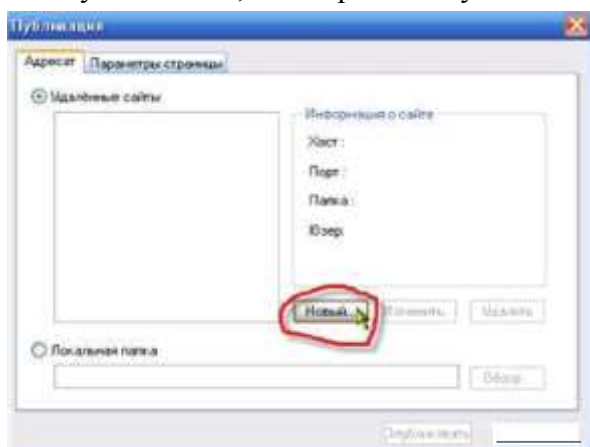 Публикация
Адресат Параметры страницы
Удалённые сайты
Информация о сайте
Хост :
Порт :
Папка :
Юзер:
Новый... Изменить... Удалить
Локальная папка
Обзор...
Опубликовать